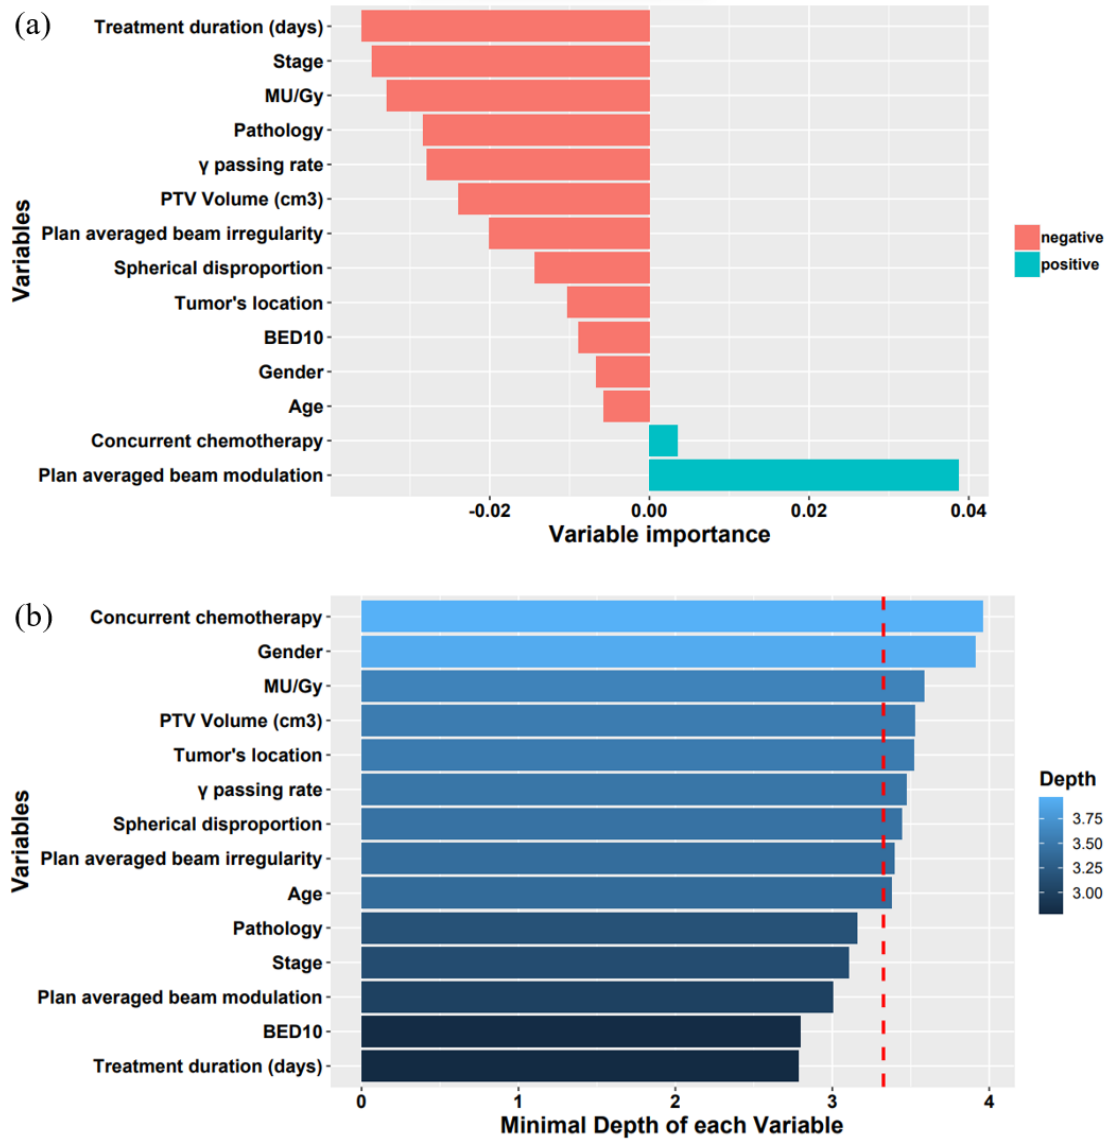 (a)
Treatment duration (days)
Stage
MU/Gy
Pathology
γ passing rate
PTV Volume (cm3)
Plan averaged beam irregularity
Spherical disproportion
Tumor's location
BED10
Gender
Age
Concurrent chemotherapy
Plan averaged beam modulation
Variables
-0.02 0.00 0.02 0.04
Variable importance
negative
positive
(b)
Concurrent chemotherapy
Gender
MU/Gy
PTV Volume (cm3)
Tumor's location
γ passing rate
Spherical disproportion
Plan averaged beam irregularity
Age
Pathology
Stage
Plan averaged beam modulation
BED10
Treatment duration (days)
Variables
0 1 2 3 4
Minimal Depth of each Variable
Depth
3.75
3.50
3.25
3.00